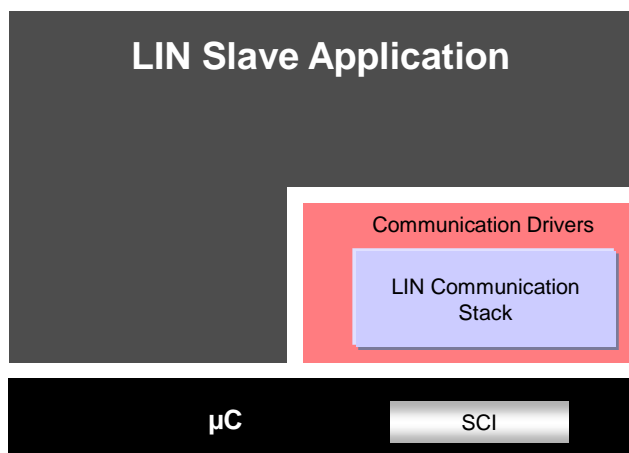 LIN Slave Application
Communication Drivers
LIN Communication
Stack
µC
SCI